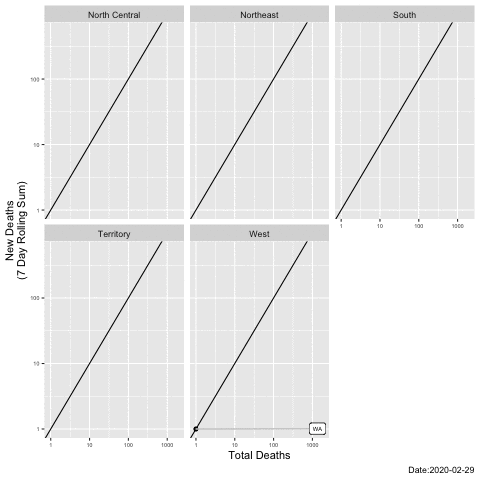 North Central
Northeast
South
100
10
1
1
10
100
1000
Territory
West
100
10
1
WA
1
10
100
1000
1
10
100
1000
New Deaths
(7 Day Rolling Sum)
Total Deaths
Date:2020-02-29